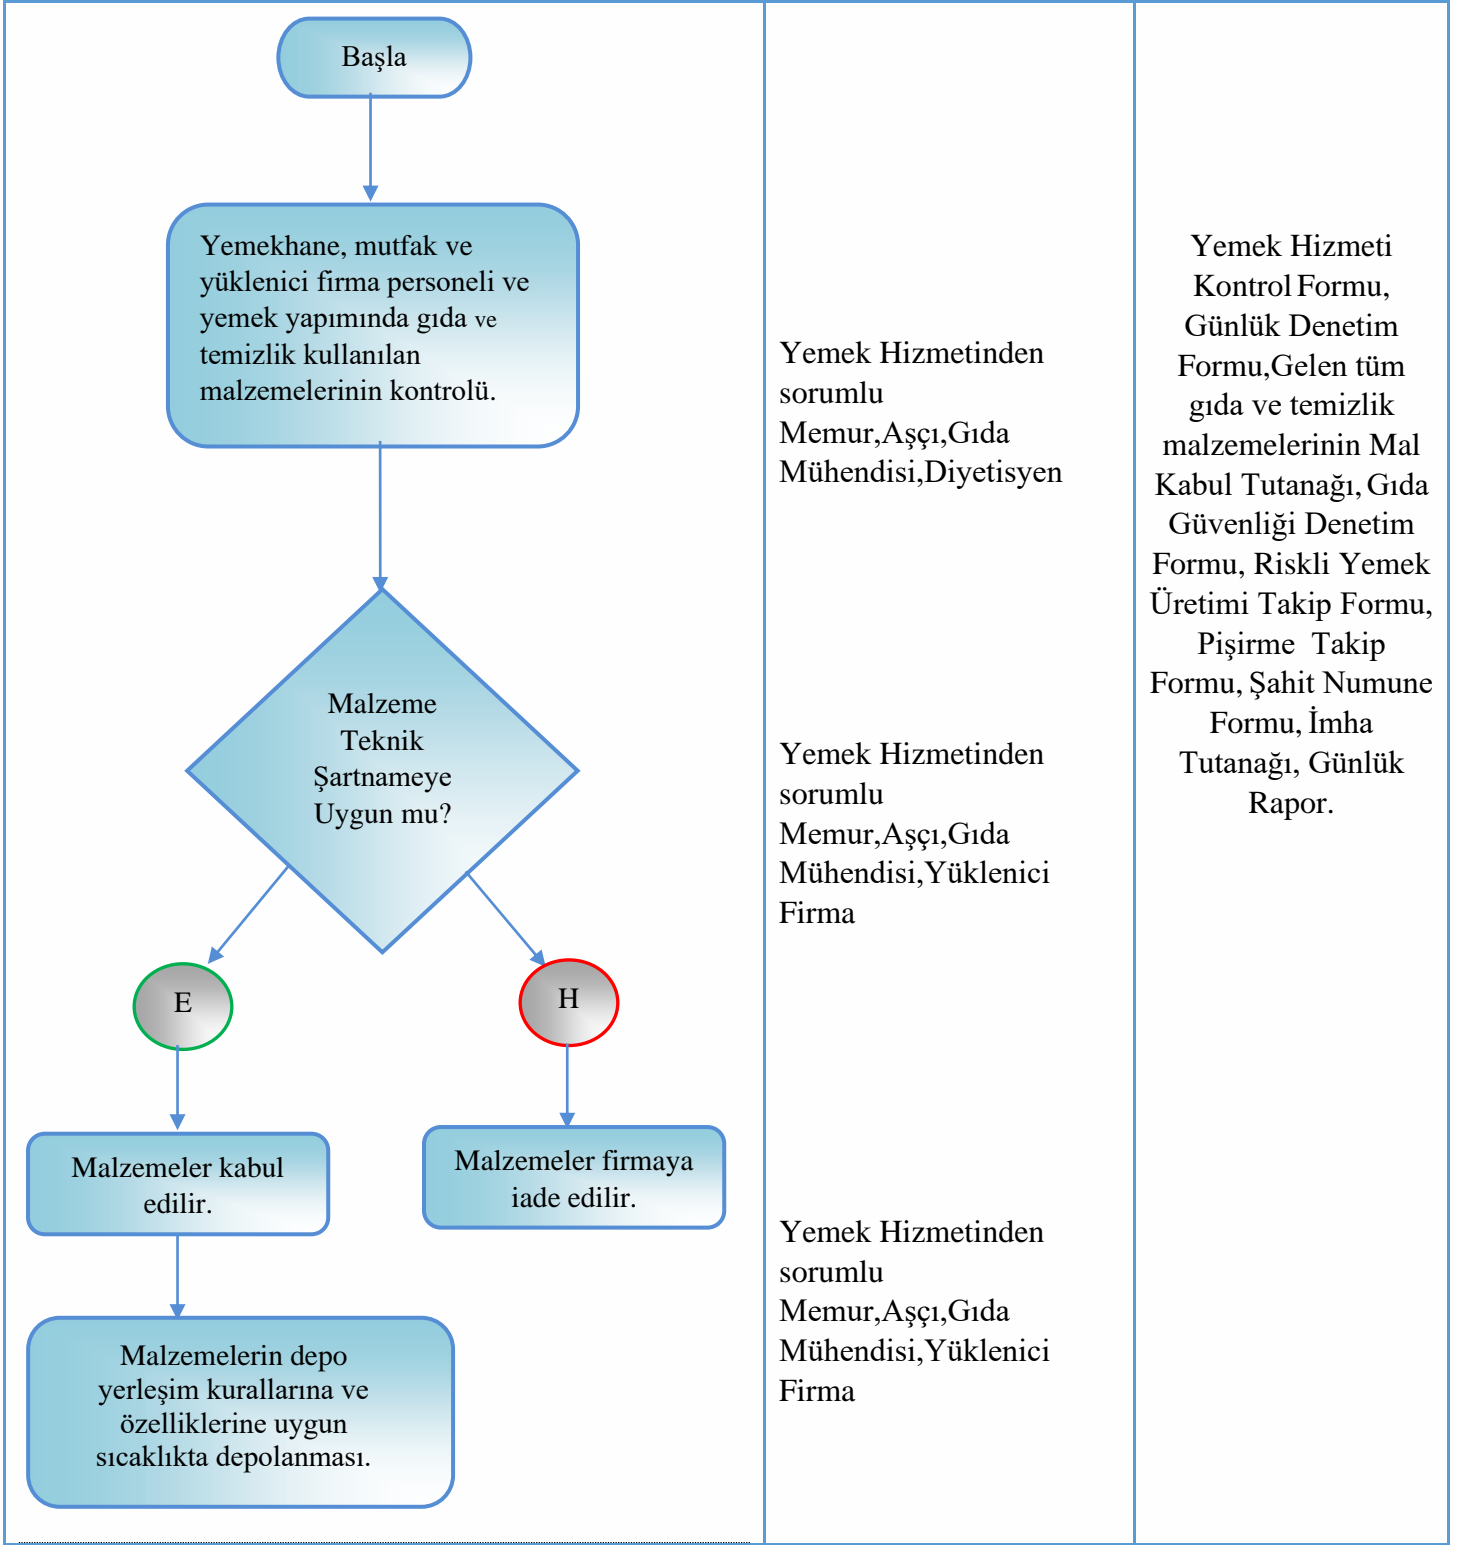 Başla
Yemekhane, mutfak ve
yüklenici firma personeli ve
yemek yapımında gıda ve
temizlik kullanılan
malzemelerinin kontrolü.
Malzeme
Teknik
Şartnameye
Uygun mu?
E
H
Malzemeler kabul
edilir.
Malzemeler firmaya
iade edilir.
Malzemelerin depo
yerleşim kurallarına ve
özelliklerine uygun
sıcaklıkta depolanması.
Yemek Hizmetinden
sorumlu
Memur,Aşçı,Gıda
Mühendisi,Diyetisyen
Yemek Hizmetinden
sorumlu
Memur,Aşçı,Gıda
Mühendisi,Yüklenici
Firma
Yemek Hizmetinden
sorumlu
Memur,Aşçı,Gıda
Mühendisi,Yüklenici
Firma
Yemek Hizmeti
Kontrol Formu,
Günlük Denetim
Formu,Gelen tüm
gıda ve temizlik
malzemelerinin Mal
Kabul Tutanağı, Gıda
Güvenliği Denetim
Formu, Riskli Yemek
Üretimi Takip Formu,
Pişirme Takip
Formu, Şahit Numune
Formu, İmha
Tutanağı, Günlük
Rapor.